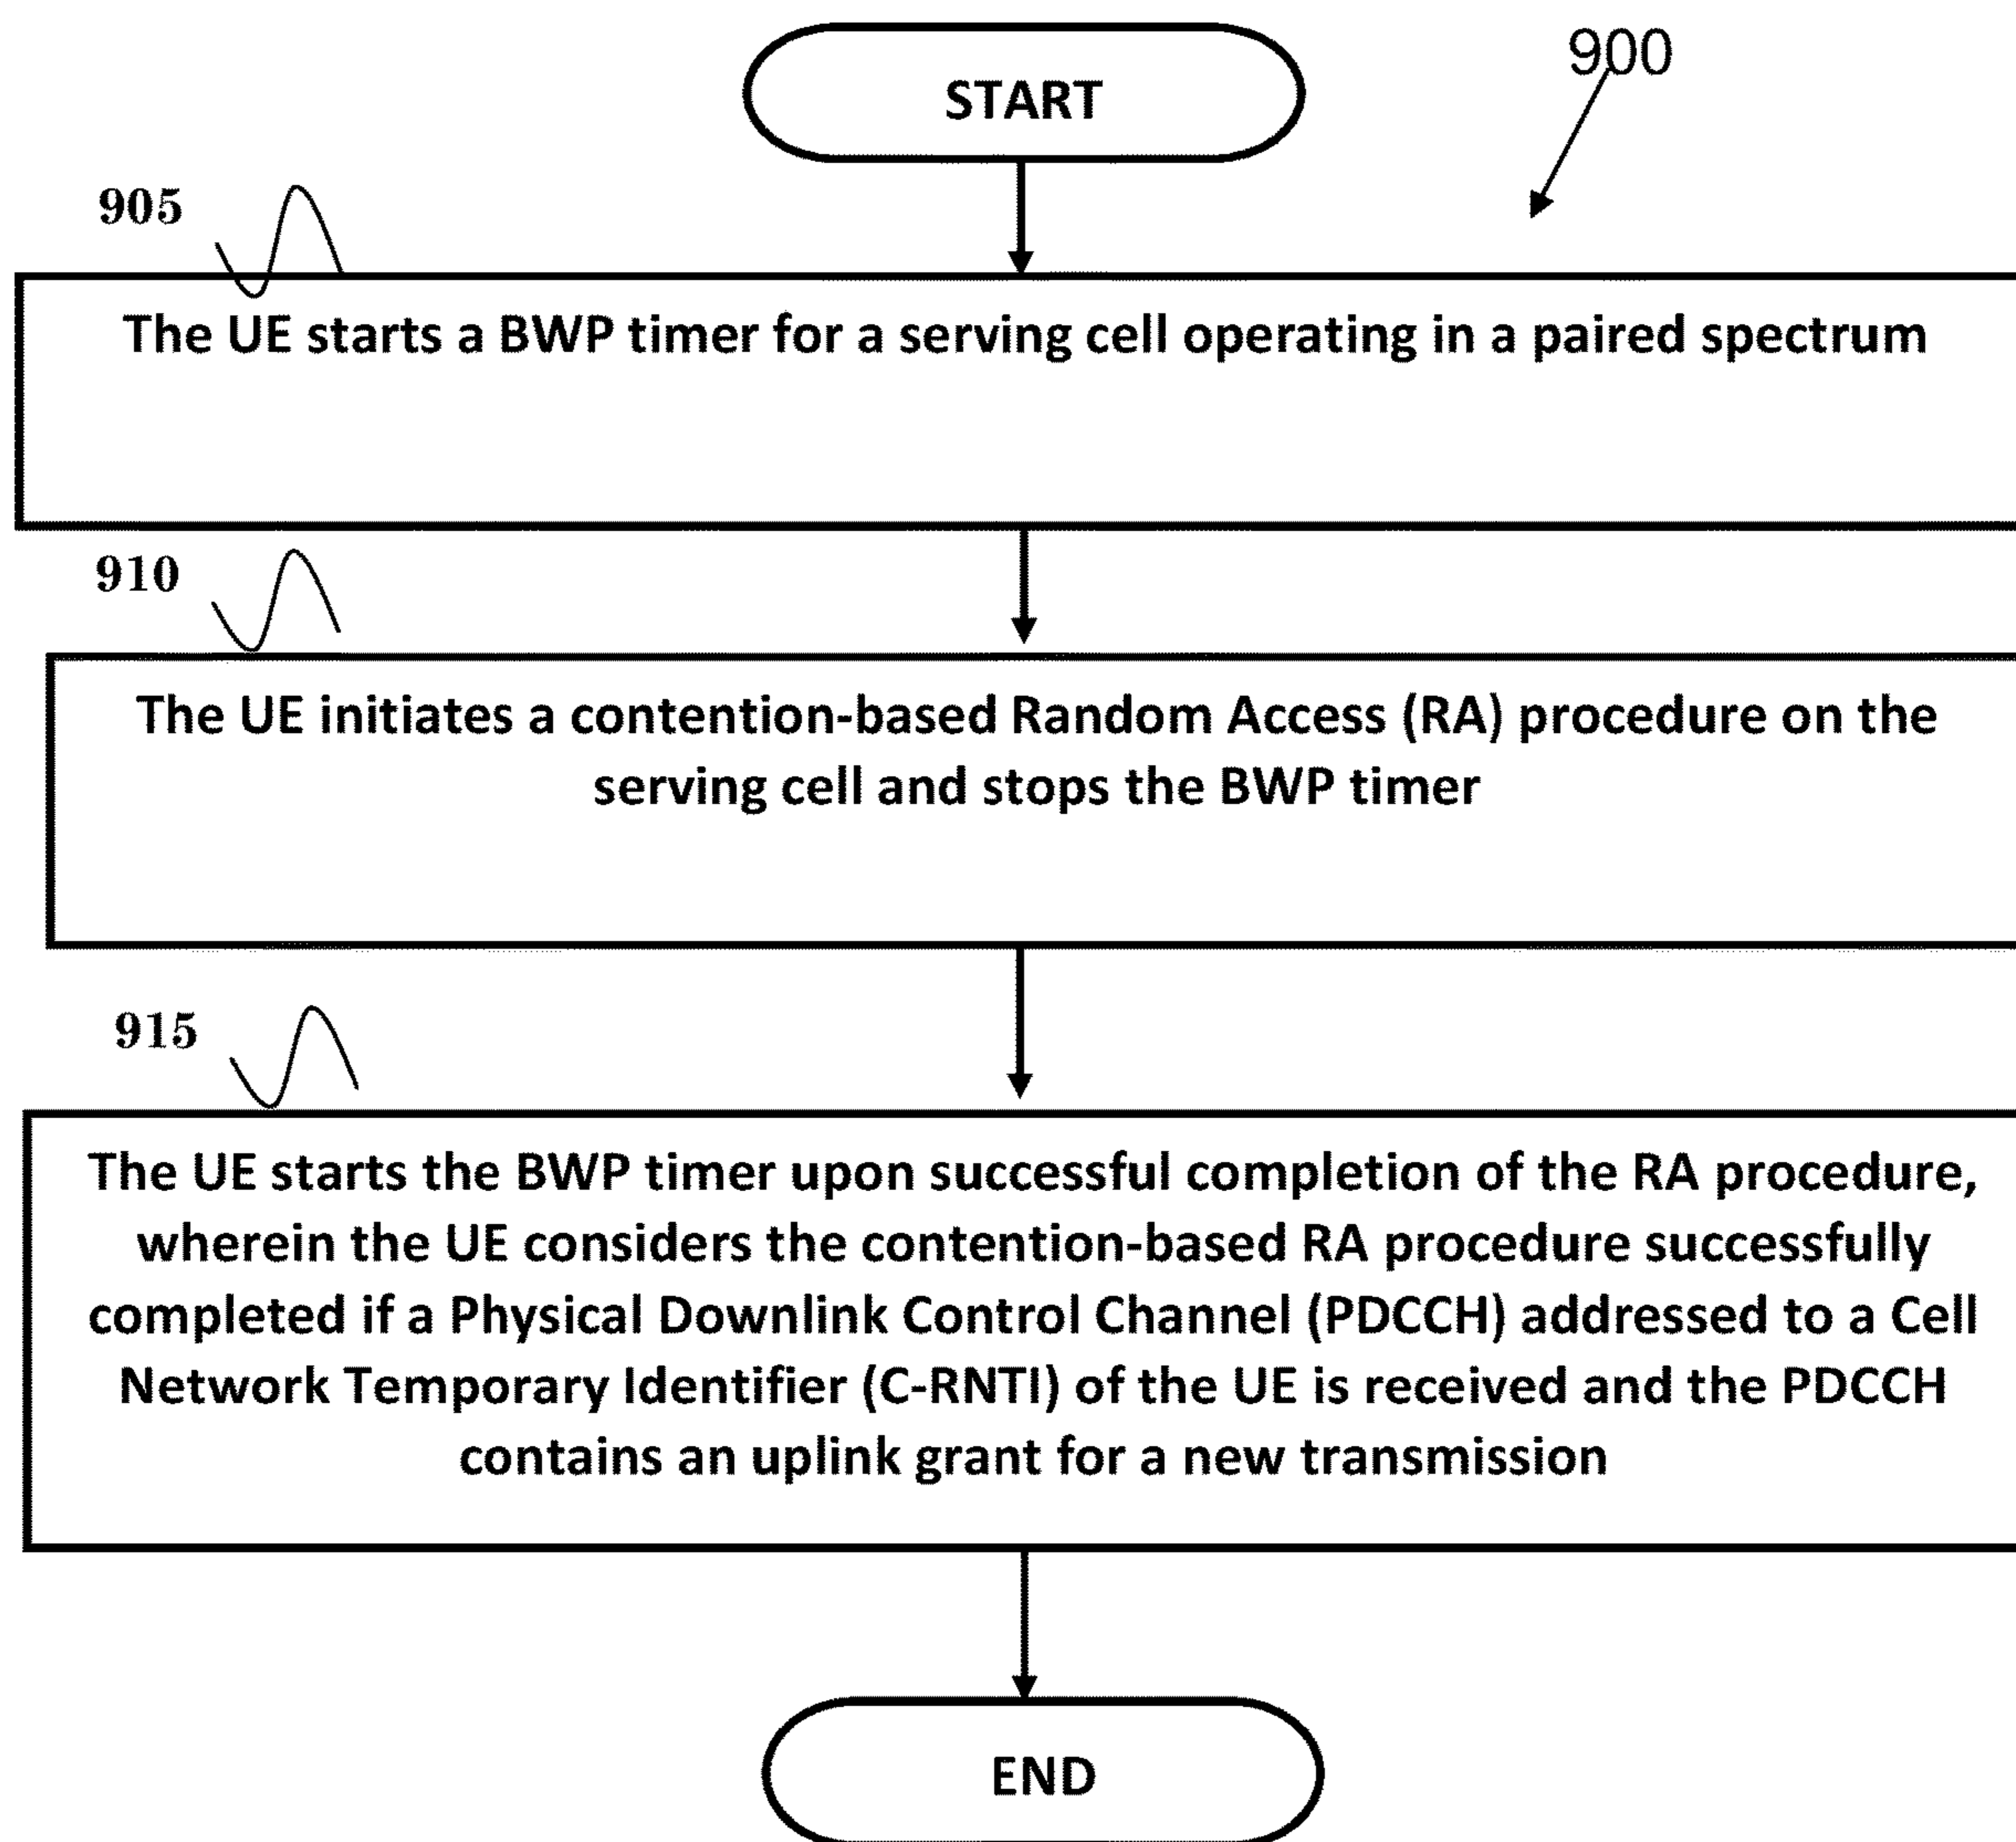 START
900
905
The UE starts a BWP timer for a serving cell operating in a paired spectrum
910
The UE initiates a contention-based Random Access (RA) procedure on the
serving cell and stops the BWP timer
915
The UE starts the BWP timer upon successful completion of the RA procedure,
wherein the UE considers the contention-based RA procedure successfully
completed if a Physical Downlink Control Channel (PDCCH) addressed to a Cell
Network Temporary Identifier (C-RNTI) of the UE is received and the PDCCH
contains an uplink grant for a new transmission
END